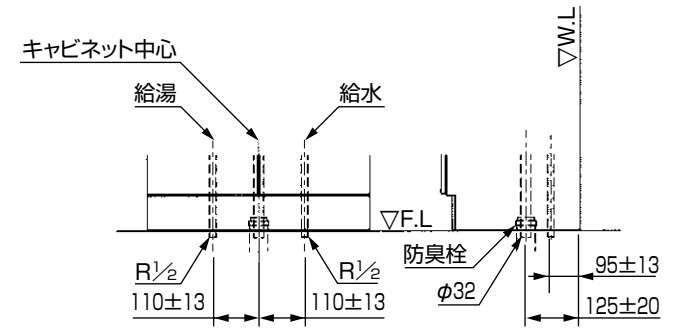 ▽W.L
キャビネット中心
給湯
給水
▽F.L
防臭栓
R½
R½
95±13
φ32
110±13
110±13
125±20